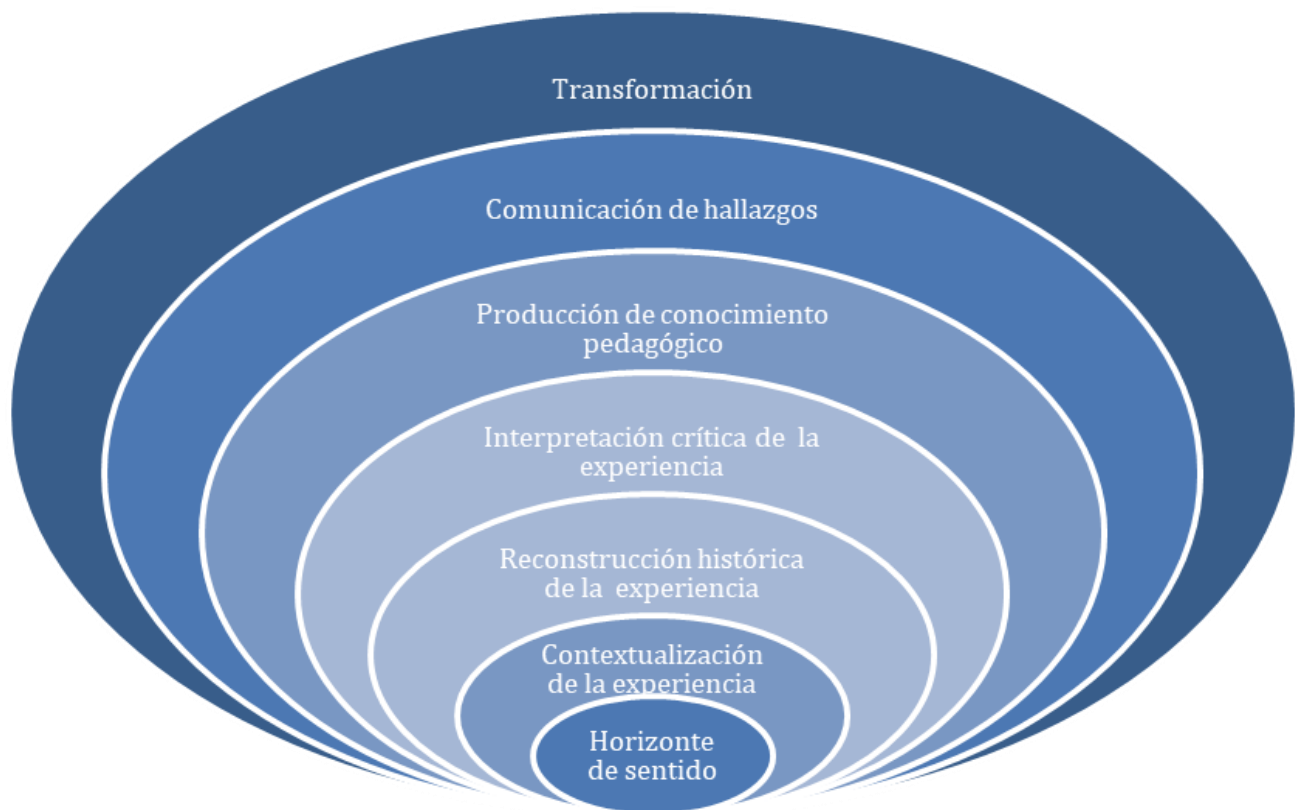 Transformación
Comunicación de hallazgos
Producción de conocimiento
pedagógico
Interpretación crítica de la
experiencia
Reconstrucción histórica
de la experiencia
Contextualización
de la experiencia
Horizonte
de sentido